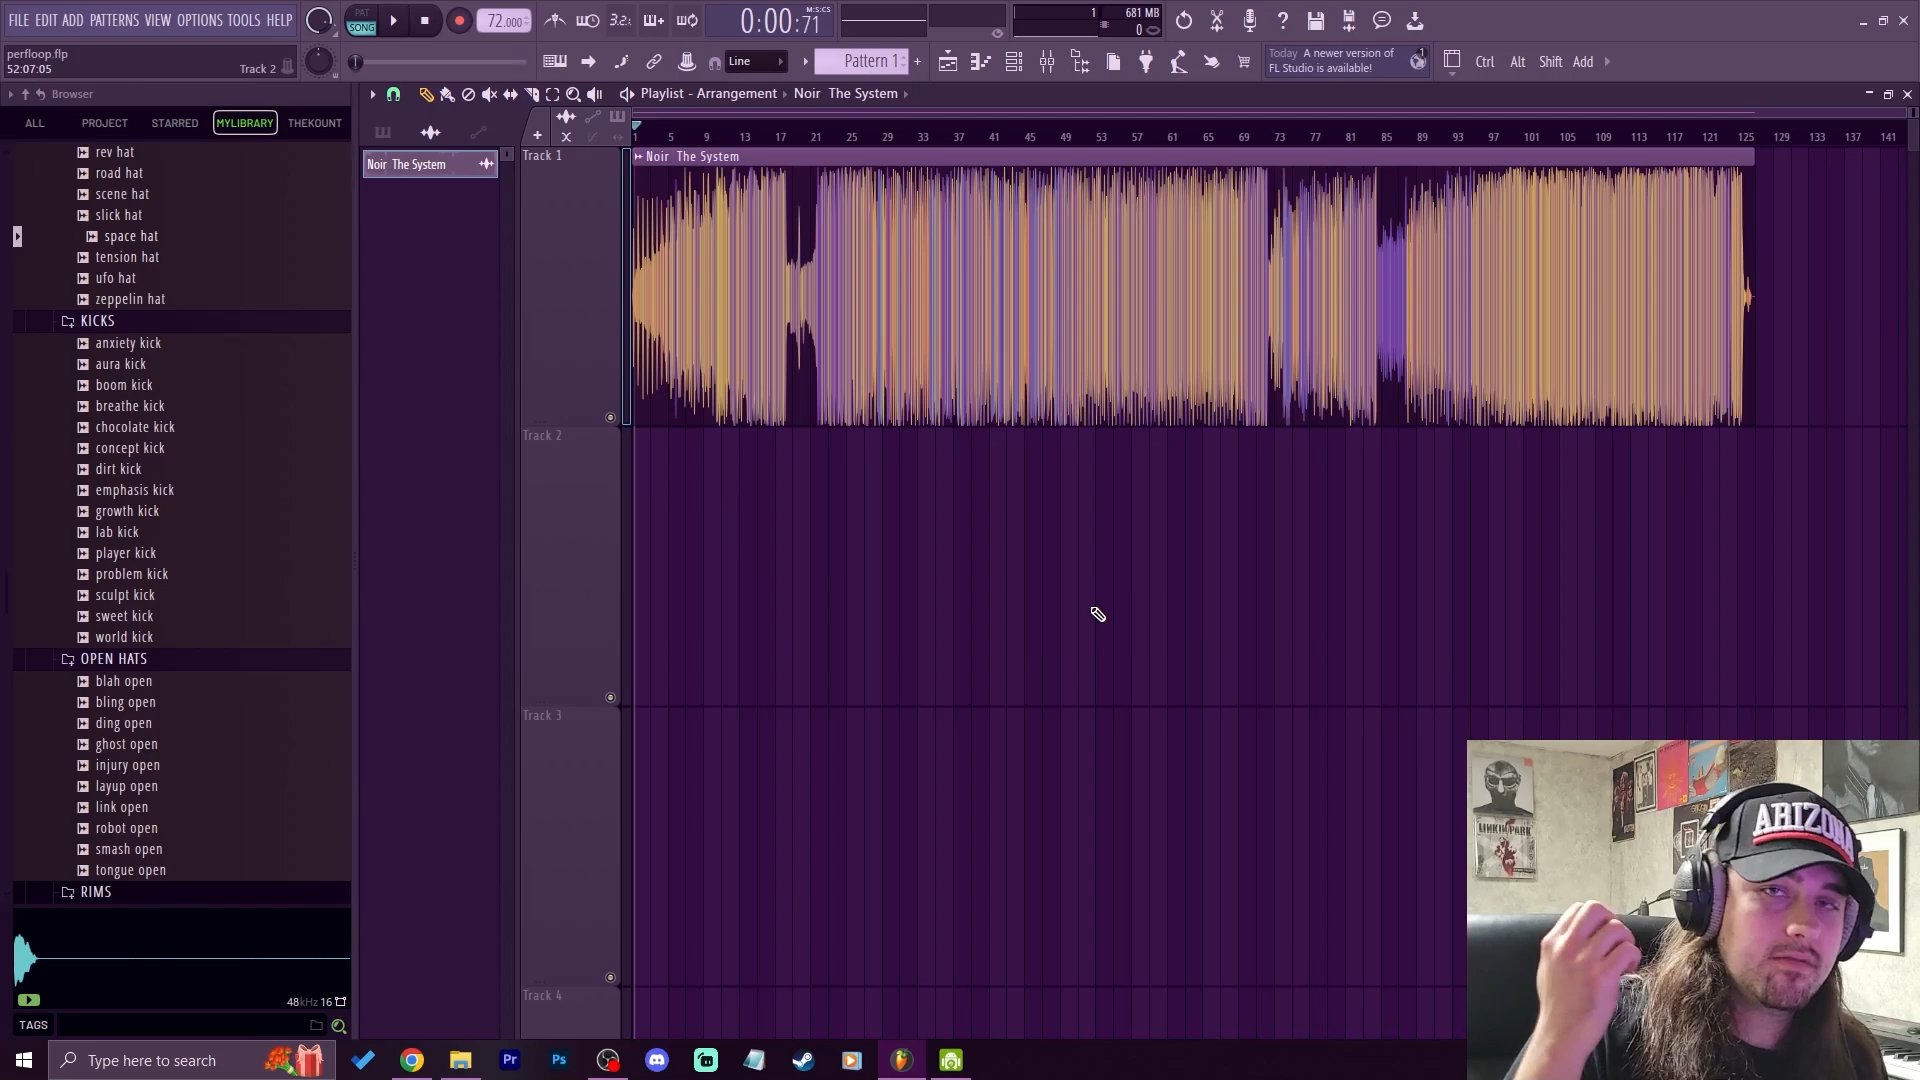 FILE EDIT ADD PATTERNS VIEW OPTIONS TOOLS HELP
PAT
SONG
72.000
3.2.
0:00:71
M:S:CS
1
681 MB
0
perfloop.flp
52:07:05
Track 2
Line
Pattern 1
Today A newer version of
FL Studio is available!
1
Ctrl Alt Shift Add
Browser
Playlist - Arrangement Noir The System
ALL PROJECT STARRED MYLIBRARY THEKOUNT
rev hat
road hat
scene hat
slick hat
space hat
tension hat
ufo hat
zeppelin hat
KICKS
anxiety kick
aura kick
boom kick
breathe kick
chocolate kick
concept kick
dirt kick
emphasis kick
growth kick
lab kick
player kick
problem kick
sculpt kick
sweet kick
world kick
OPEN HATS
blah open
bling open
ding open
ghost open
injury open
layup open
link open
robot open
smash open
tongue open
RIMS
48kHz 16
TAGS
Noir The System
1 5 9 13 17 21 25 29 33 37 41 45 49 53 57 61 65 69 73 77 81 85 89 93 97 101 105 109 113 117 121 125 129 133 137 141
Track 1
Noir The System
Track 2
Track 3
Track 4
LINKIN PARK
ARIZONA
Type here to search
Pr
Ps